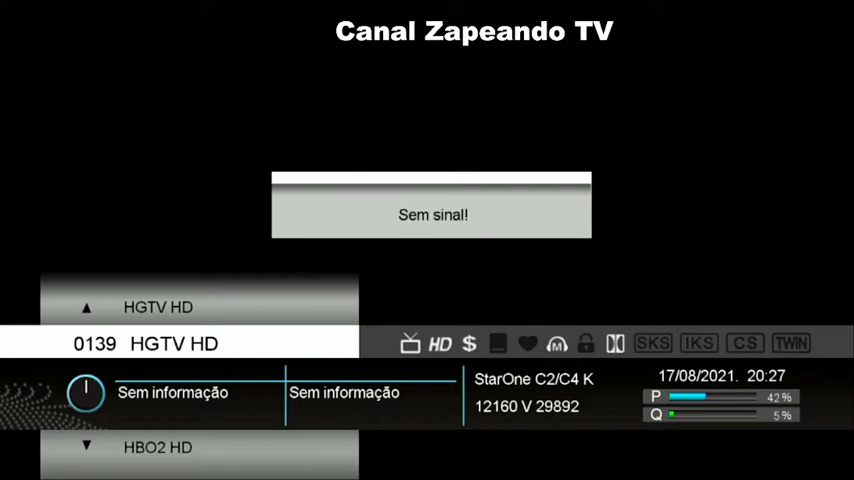 Canal Zapeando TV
Sem sinal!
▲ HGTV HD
0139 HGTV HD HD $ M SKS IKS CS TWIN
Sem informação Sem informação
StarOne C2/C4 K
12160 V 29892
17/08/2021. 20:27
P 42%
Q 5%
▼ HBO2 HD